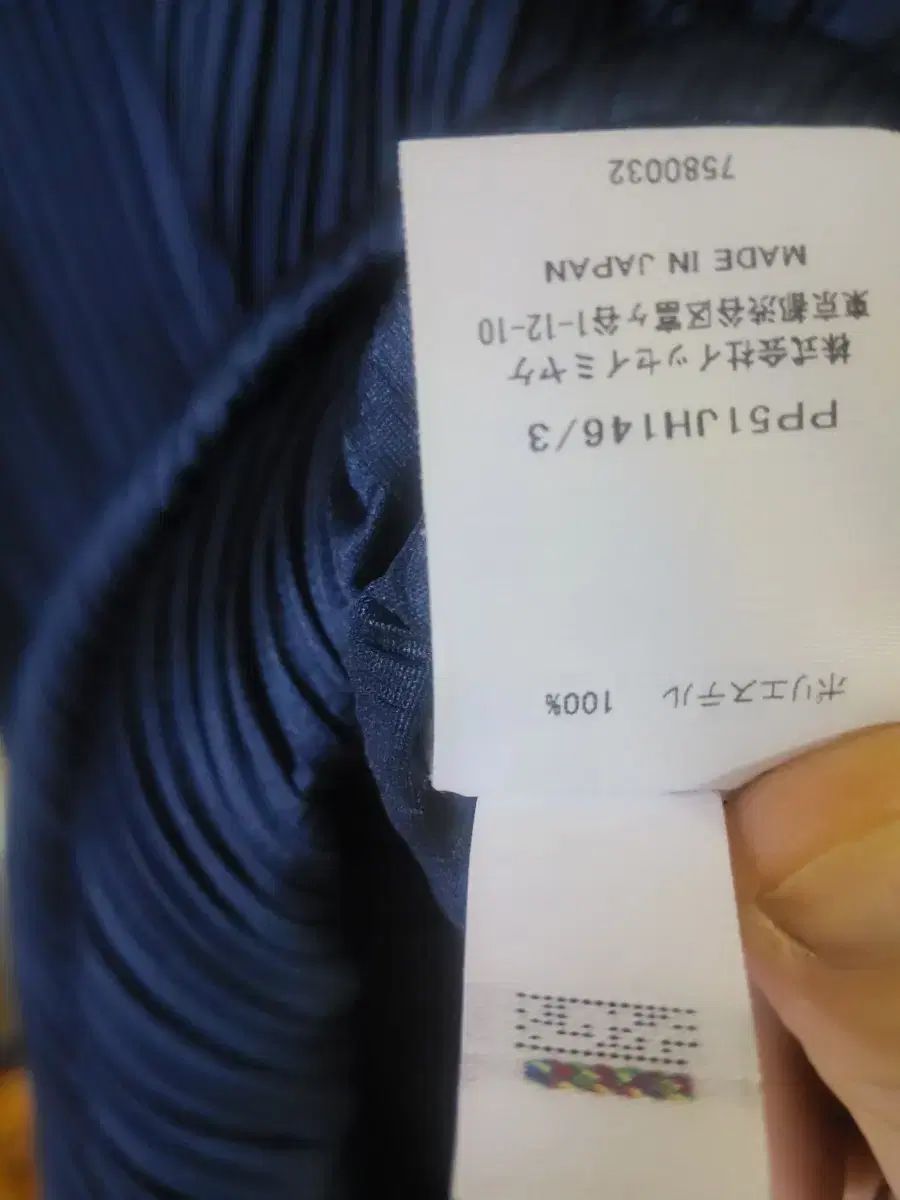 ポリエステル 100%
PP51JH146/3
株式会社イッセイミヤケ
東京都渋谷区富ヶ谷1-12-10
MADE IN JAPAN
7580032